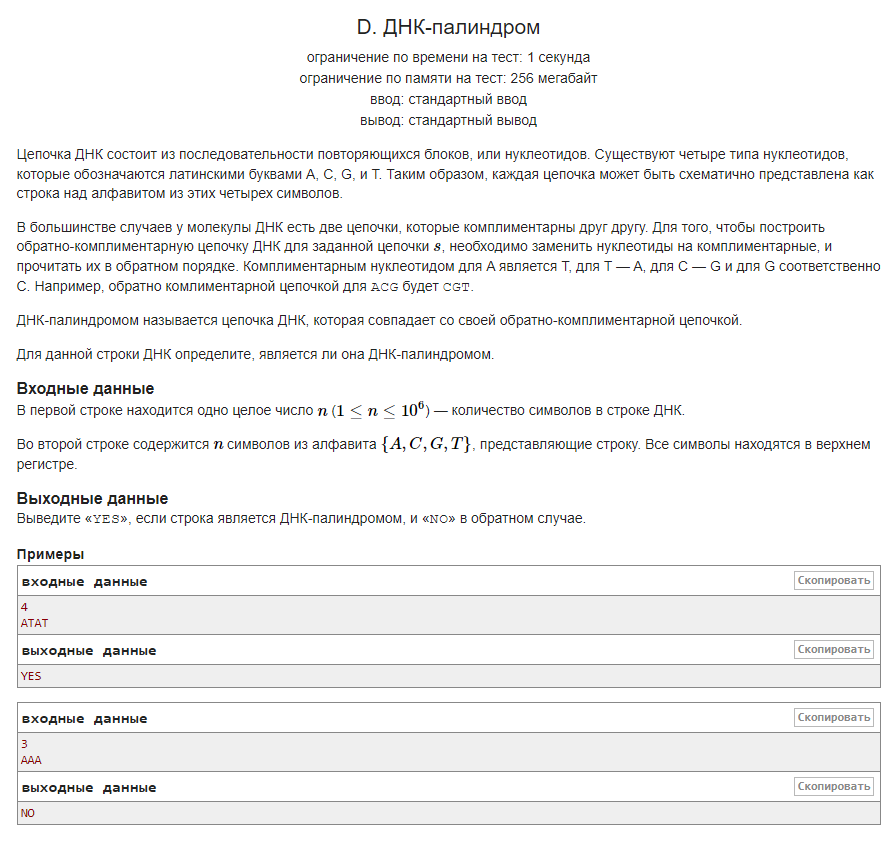 D. ДНК-палиндром
ограничение по времени на тест: 1 секунда
ограничение по памяти на тест: 256 мегабайт
ввод: стандартный ввод
вывод: стандартный вывод
Цепочка ДНК состоит из последовательности повторяющихся блоков, или нуклеотидов. Существуют четыре типа нуклеотидов,
которые обозначаются латинскими буквами A, C, G, и T. Таким образом, каждая цепочка может быть схематично представлена как
строка над алфавитом из этих четырех символов.
В большинстве случаев у молекулы ДНК есть две цепочки, которые комплиментарны друг другу. Для того, чтобы построить
обратно-комплиментарную цепочку ДНК для заданной цепочки s, необходимо заменить нуклеотиды на комплиментарные, и
прочитать их в обратном порядке. Комплиментарным нуклеотидом для A является T, для T — A, для C — G и для G соответственно
C. Например, обратно комлиментарной цепочкой для ACG будет CGT.
ДНК-палиндромом называется цепочка ДНК, которая совпадает со своей обратно-комплиментарной цепочкой.
Для данной строки ДНК определите, является ли она ДНК-палиндромом.
Входные данные
В первой строке находится одно целое число n (1 ≤ n ≤ 10⁶) — количество символов в строке ДНК.
Во второй строке содержится n символов из алфавита {A, C, G, T}, представляющие строку. Все символы находятся в верхнем
регистре.
Выходные данные
Выведите «YES», если строка является ДНК-палиндромом, и «NO» в обратном случае.
Примеры
входные данные Скопировать
4
ATAT
выходные данные Скопировать
YES
входные данные Скопировать
3
AAA
выходные данные Скопировать
NO